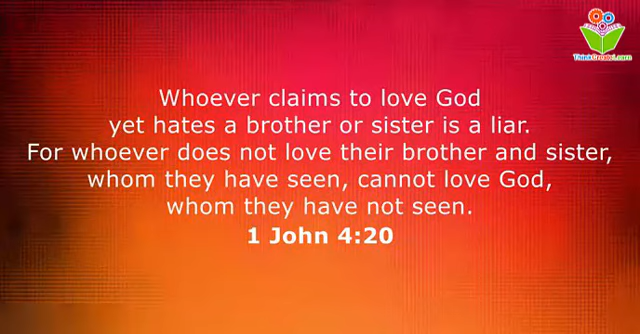 ThinkCreateLearn
Whoever claims to love God
yet hates a brother or sister is a liar.
For whoever does not love their brother and sister,
whom they have seen, cannot love God,
whom they have not seen.
1 John 4:20